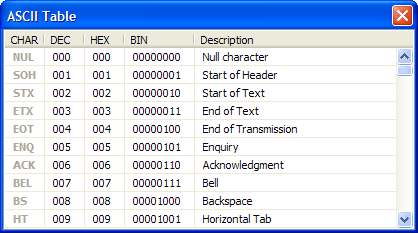 ASCII Table
CHAR DEC HEX BIN Description
NUL 000 000 00000000 Null character
SOH 001 001 00000001 Start of Header
STX 002 002 00000010 Start of Text
ETX 003 003 00000011 End of Text
EOT 004 004 00000100 End of Transmission
ENQ 005 005 00000101 Enquiry
ACK 006 006 00000110 Acknowledgment
BEL 007 007 00000111 Bell
BS 008 008 00001000 Backspace
HT 009 009 00001001 Horizontal Tab